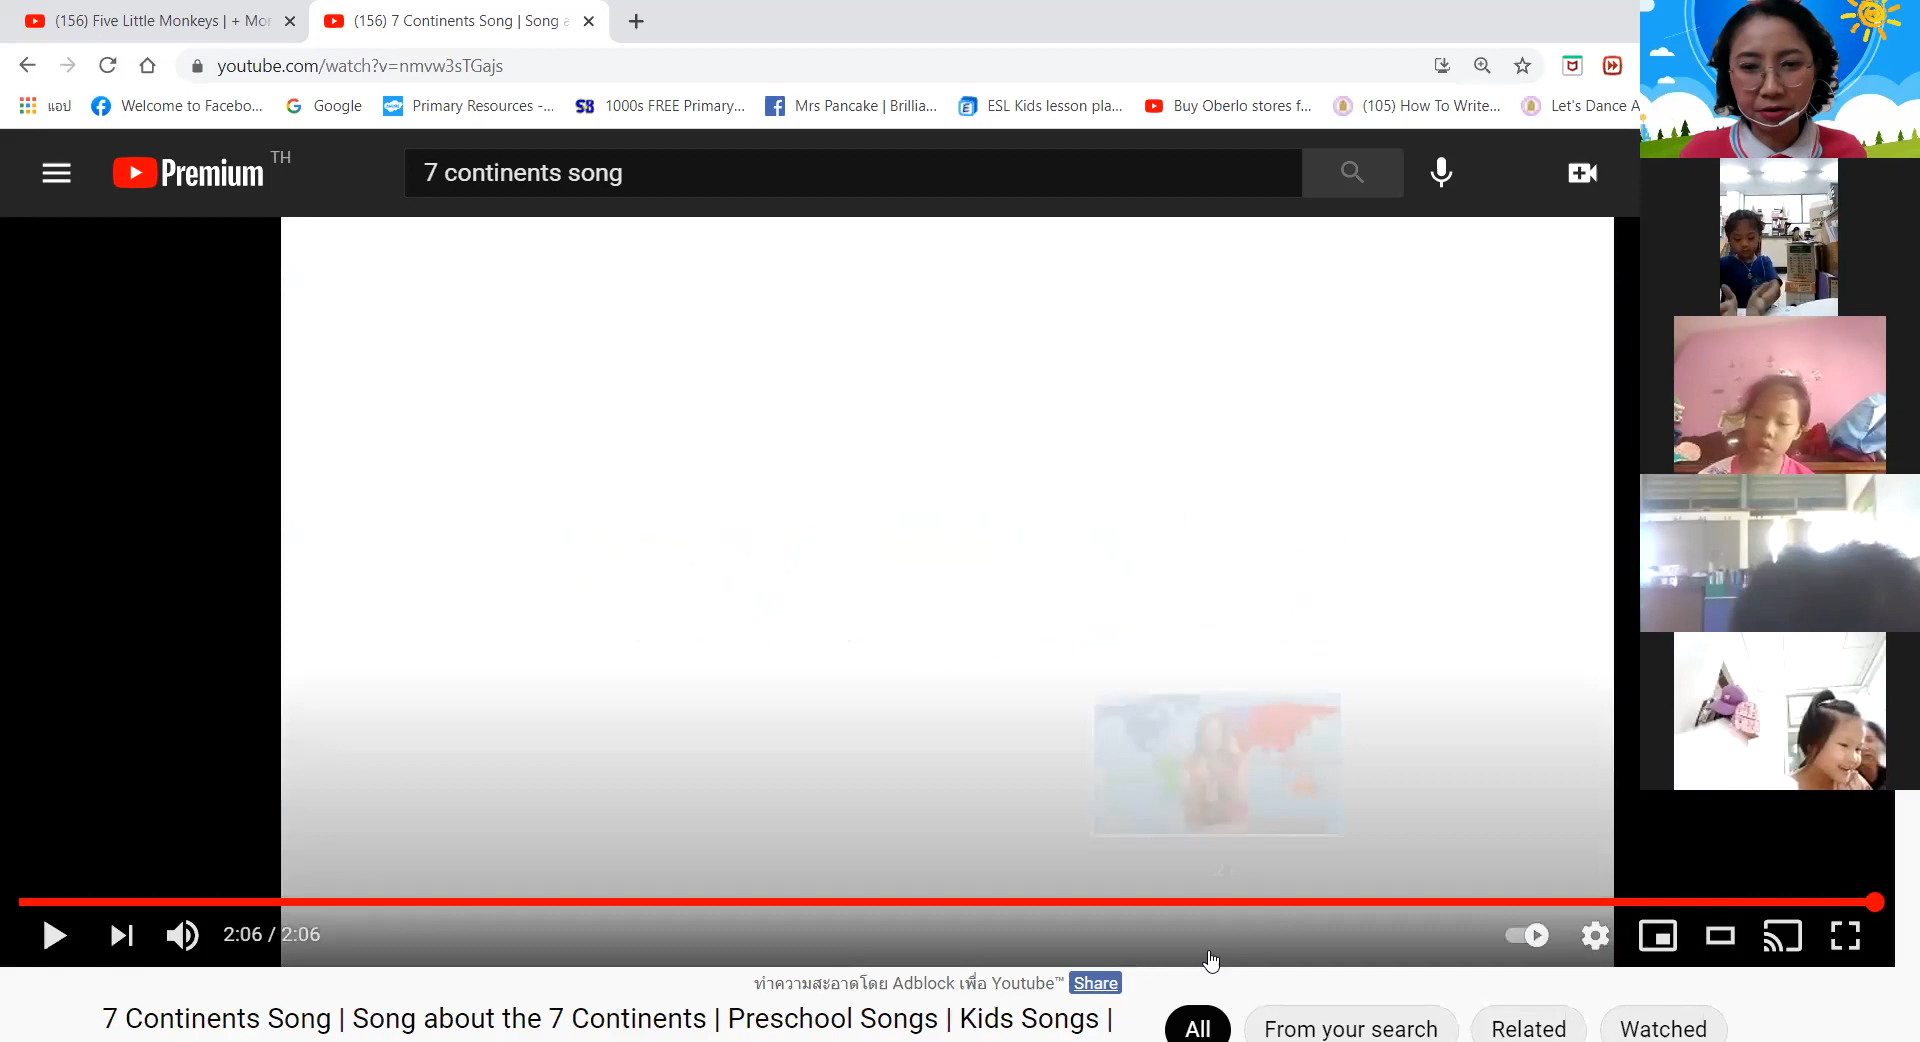 (156) Five Little Monkeys | + Mor
(156) 7 Continents Song | Song a
youtube.com/watch?v=nmvw3sTGajs
แอป Welcome to Facebo... Google Primary Resources -... 1000s FREE Primary... Mrs Pancake | Brillia... ESL Kids lesson pla... Buy Oberlo stores f... (105) How To Write... Let's Dance A
Premium TH
7 continents song
2:06 / 2:06
ทำความสะอาดโดย Adblock เพื่อ Youtube™ Share
7 Continents Song | Song about the 7 Continents | Preschool Songs | Kids Songs |
All From your search Related Watched